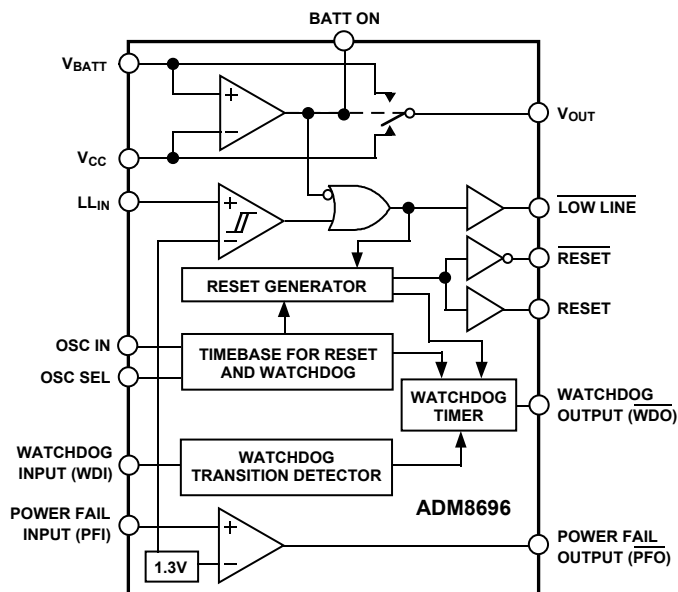 BATT ON
VBATT
VOUT
VCC
LLIN
LOW LINE
RESET
RESET GENERATOR
RESET
OSC IN
OSC SEL
TIMEBASE FOR RESET
AND WATCHDOG
WATCHDOG
TIMER
WATCHDOG
OUTPUT (WDO)
WATCHDOG
INPUT (WDI)
WATCHDOG
TRANSITION DETECTOR
ADM8696
POWER FAIL
INPUT (PFI)
1.3V
POWER FAIL
OUTPUT (PFO)
+
−
+
−
+
−